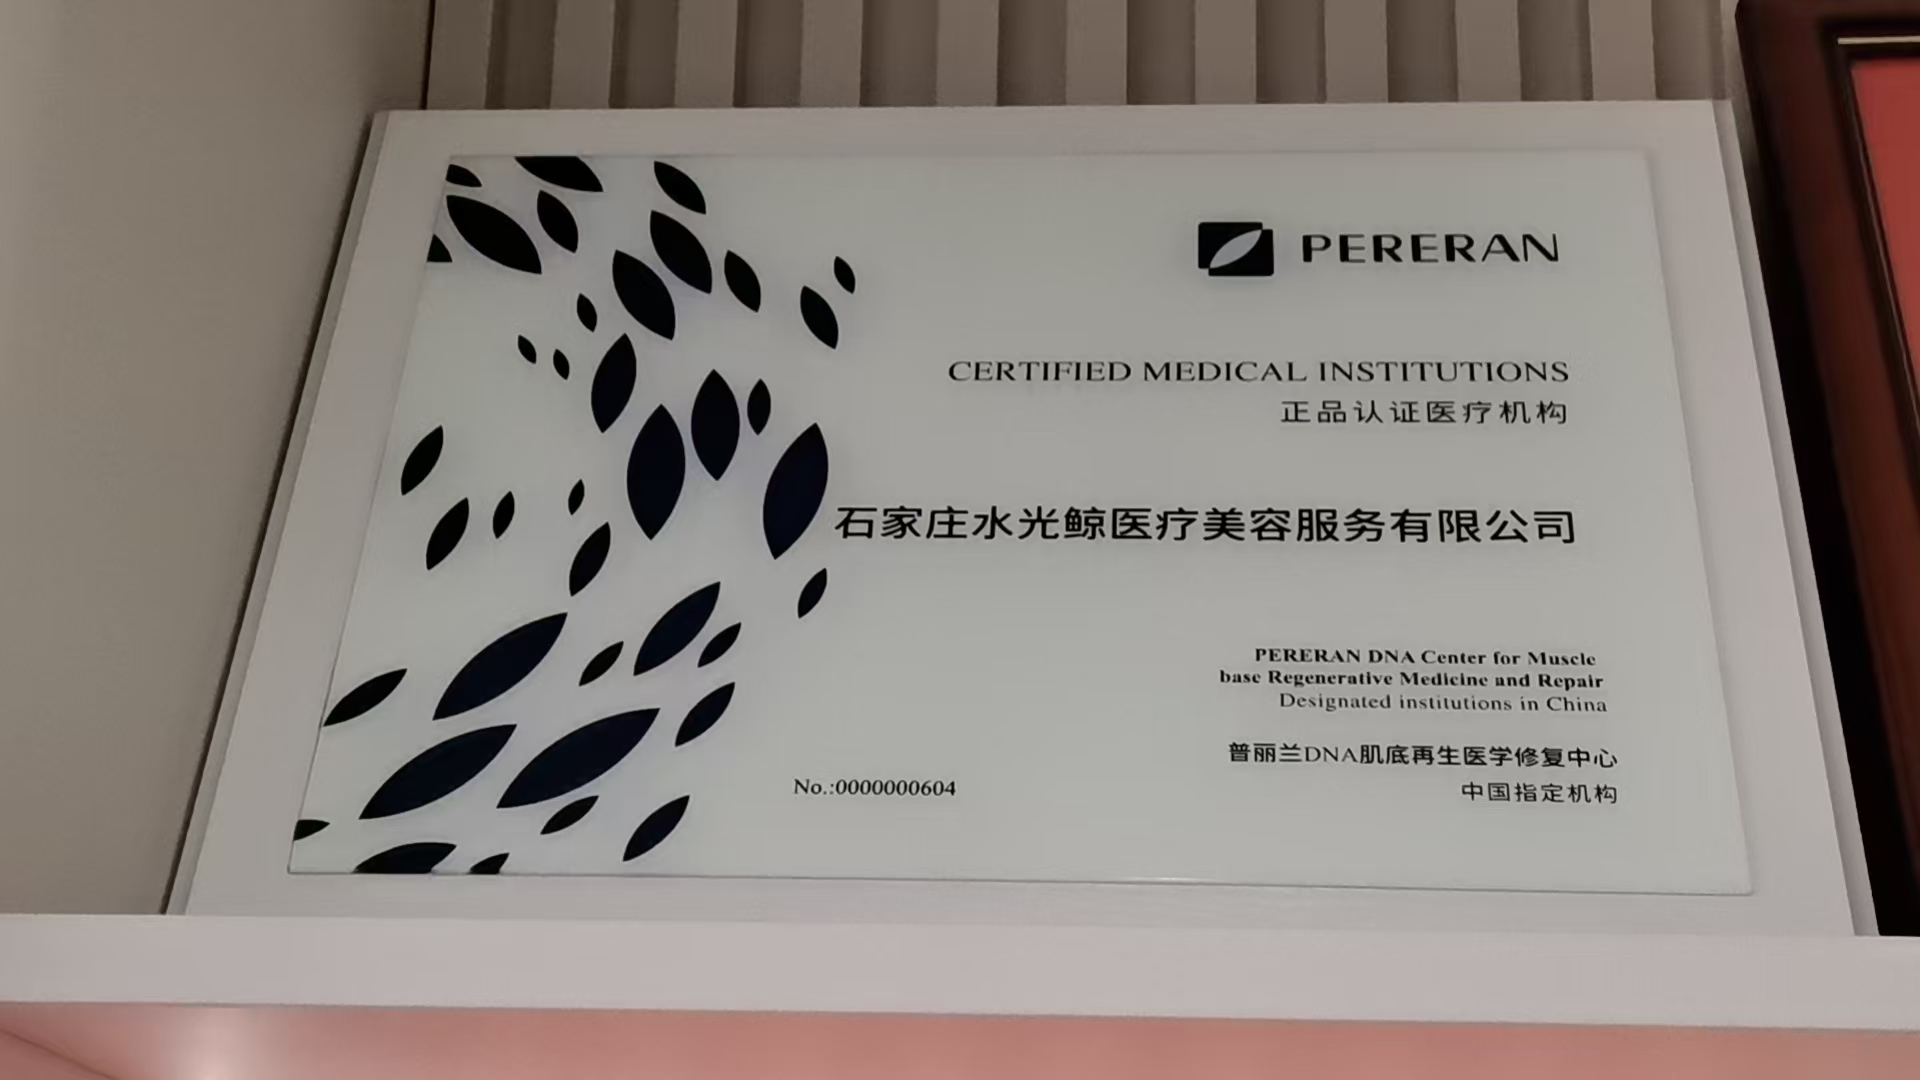 PERERAN
CERTIFIED MEDICAL INSTITUTIONS
正品认证医疗机构
石家庄水光鲸医疗美容服务有限公司
PERERAN DNA Center for Muscle
base Regenerative Medicine and Repair
Designated institutions in China
普丽兰DNA肌底再生医学修复中心
中国指定机构
No.:0000000604